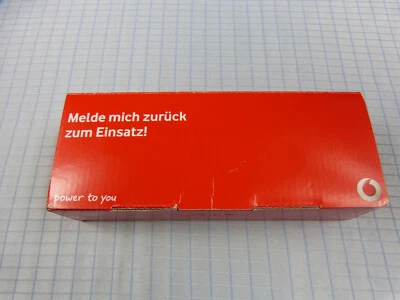 Melde mich zurück
zum Einsatz!
power to you